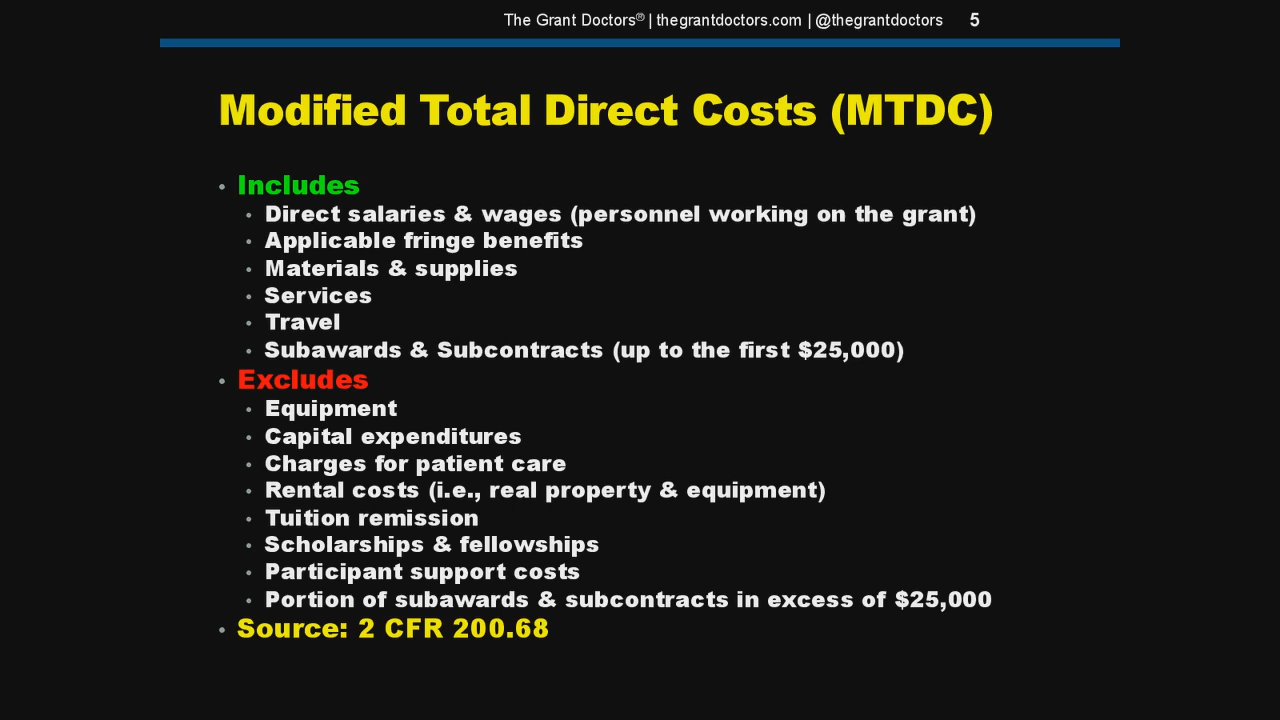 The Grant Doctors® | thegrantdoctors.com | @thegrantdoctors 5
Modified Total Direct Costs (MTDC)
• Includes
• Direct salaries & wages (personnel working on the grant)
• Applicable fringe benefits
• Materials & supplies
• Services
• Travel
• Subawards & Subcontracts (up to the first $25,000)
• Excludes
• Equipment
• Capital expenditures
• Charges for patient care
• Rental costs (i.e., real property & equipment)
• Tuition remission
• Scholarships & fellowships
• Participant support costs
• Portion of subawards & subcontracts in excess of $25,000
• Source: 2 CFR 200.68